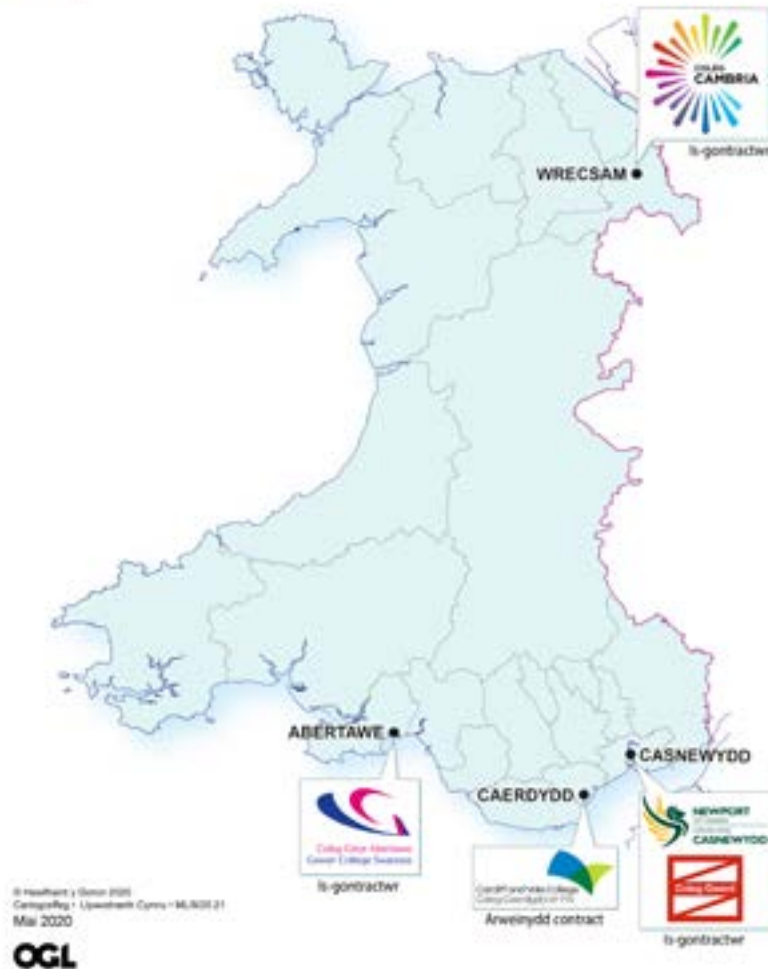 COLEG
CAMBRIA
Is-gontractwr
WRECSAM
ABERTAWE
CASNEWYDD
CAERDYDD
NEWPORT
CASNEWYDD
Coleg Gwent
Coleg Gŵyr Abertawe
Gower College Swansea
Is-gontractwr
Cardiff and Vale College
Arweinydd contract
Is-gontractwr
Mai 2020
OGL